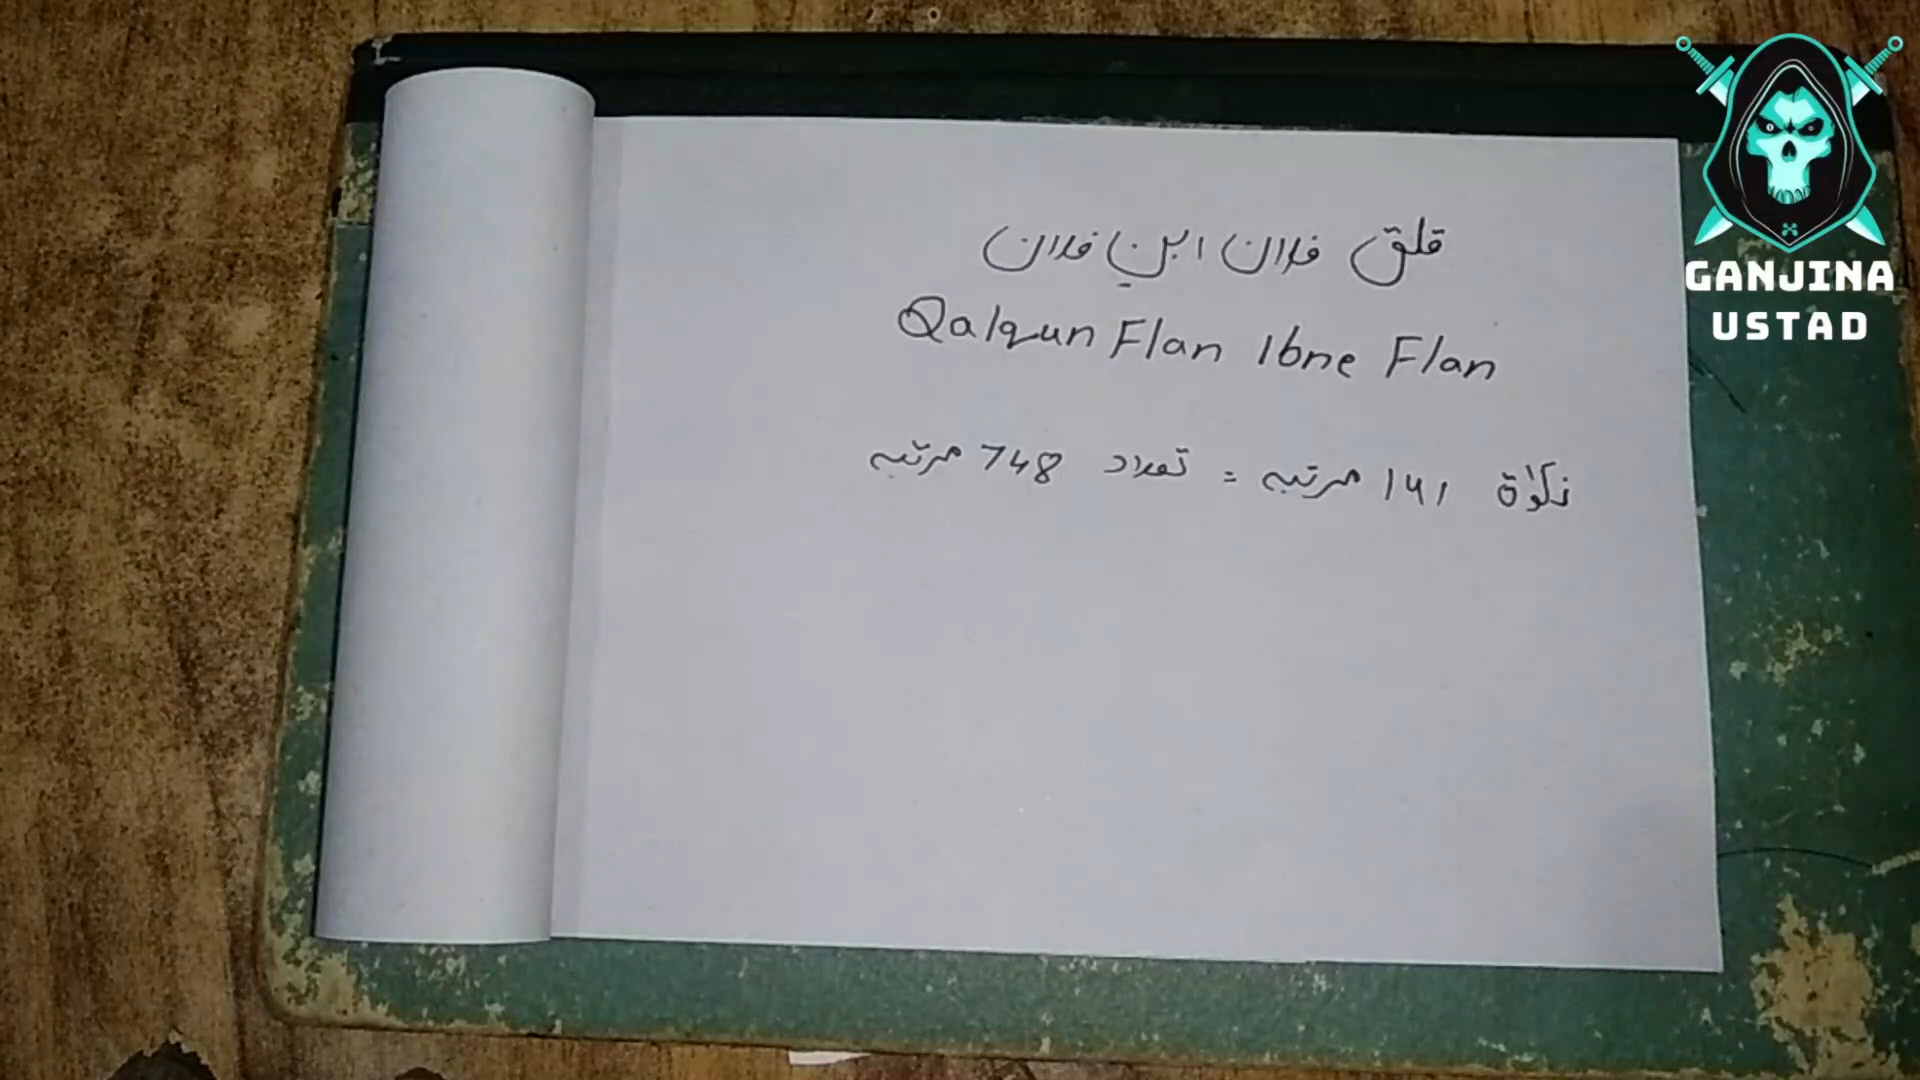 قلق فلان ابنِ فلان
Qalqun Flan Ibne Flan
زکوٰة ۱۴۱ مرتبہ = تعداد 748 مرتبہ
GANJINA
USTAD